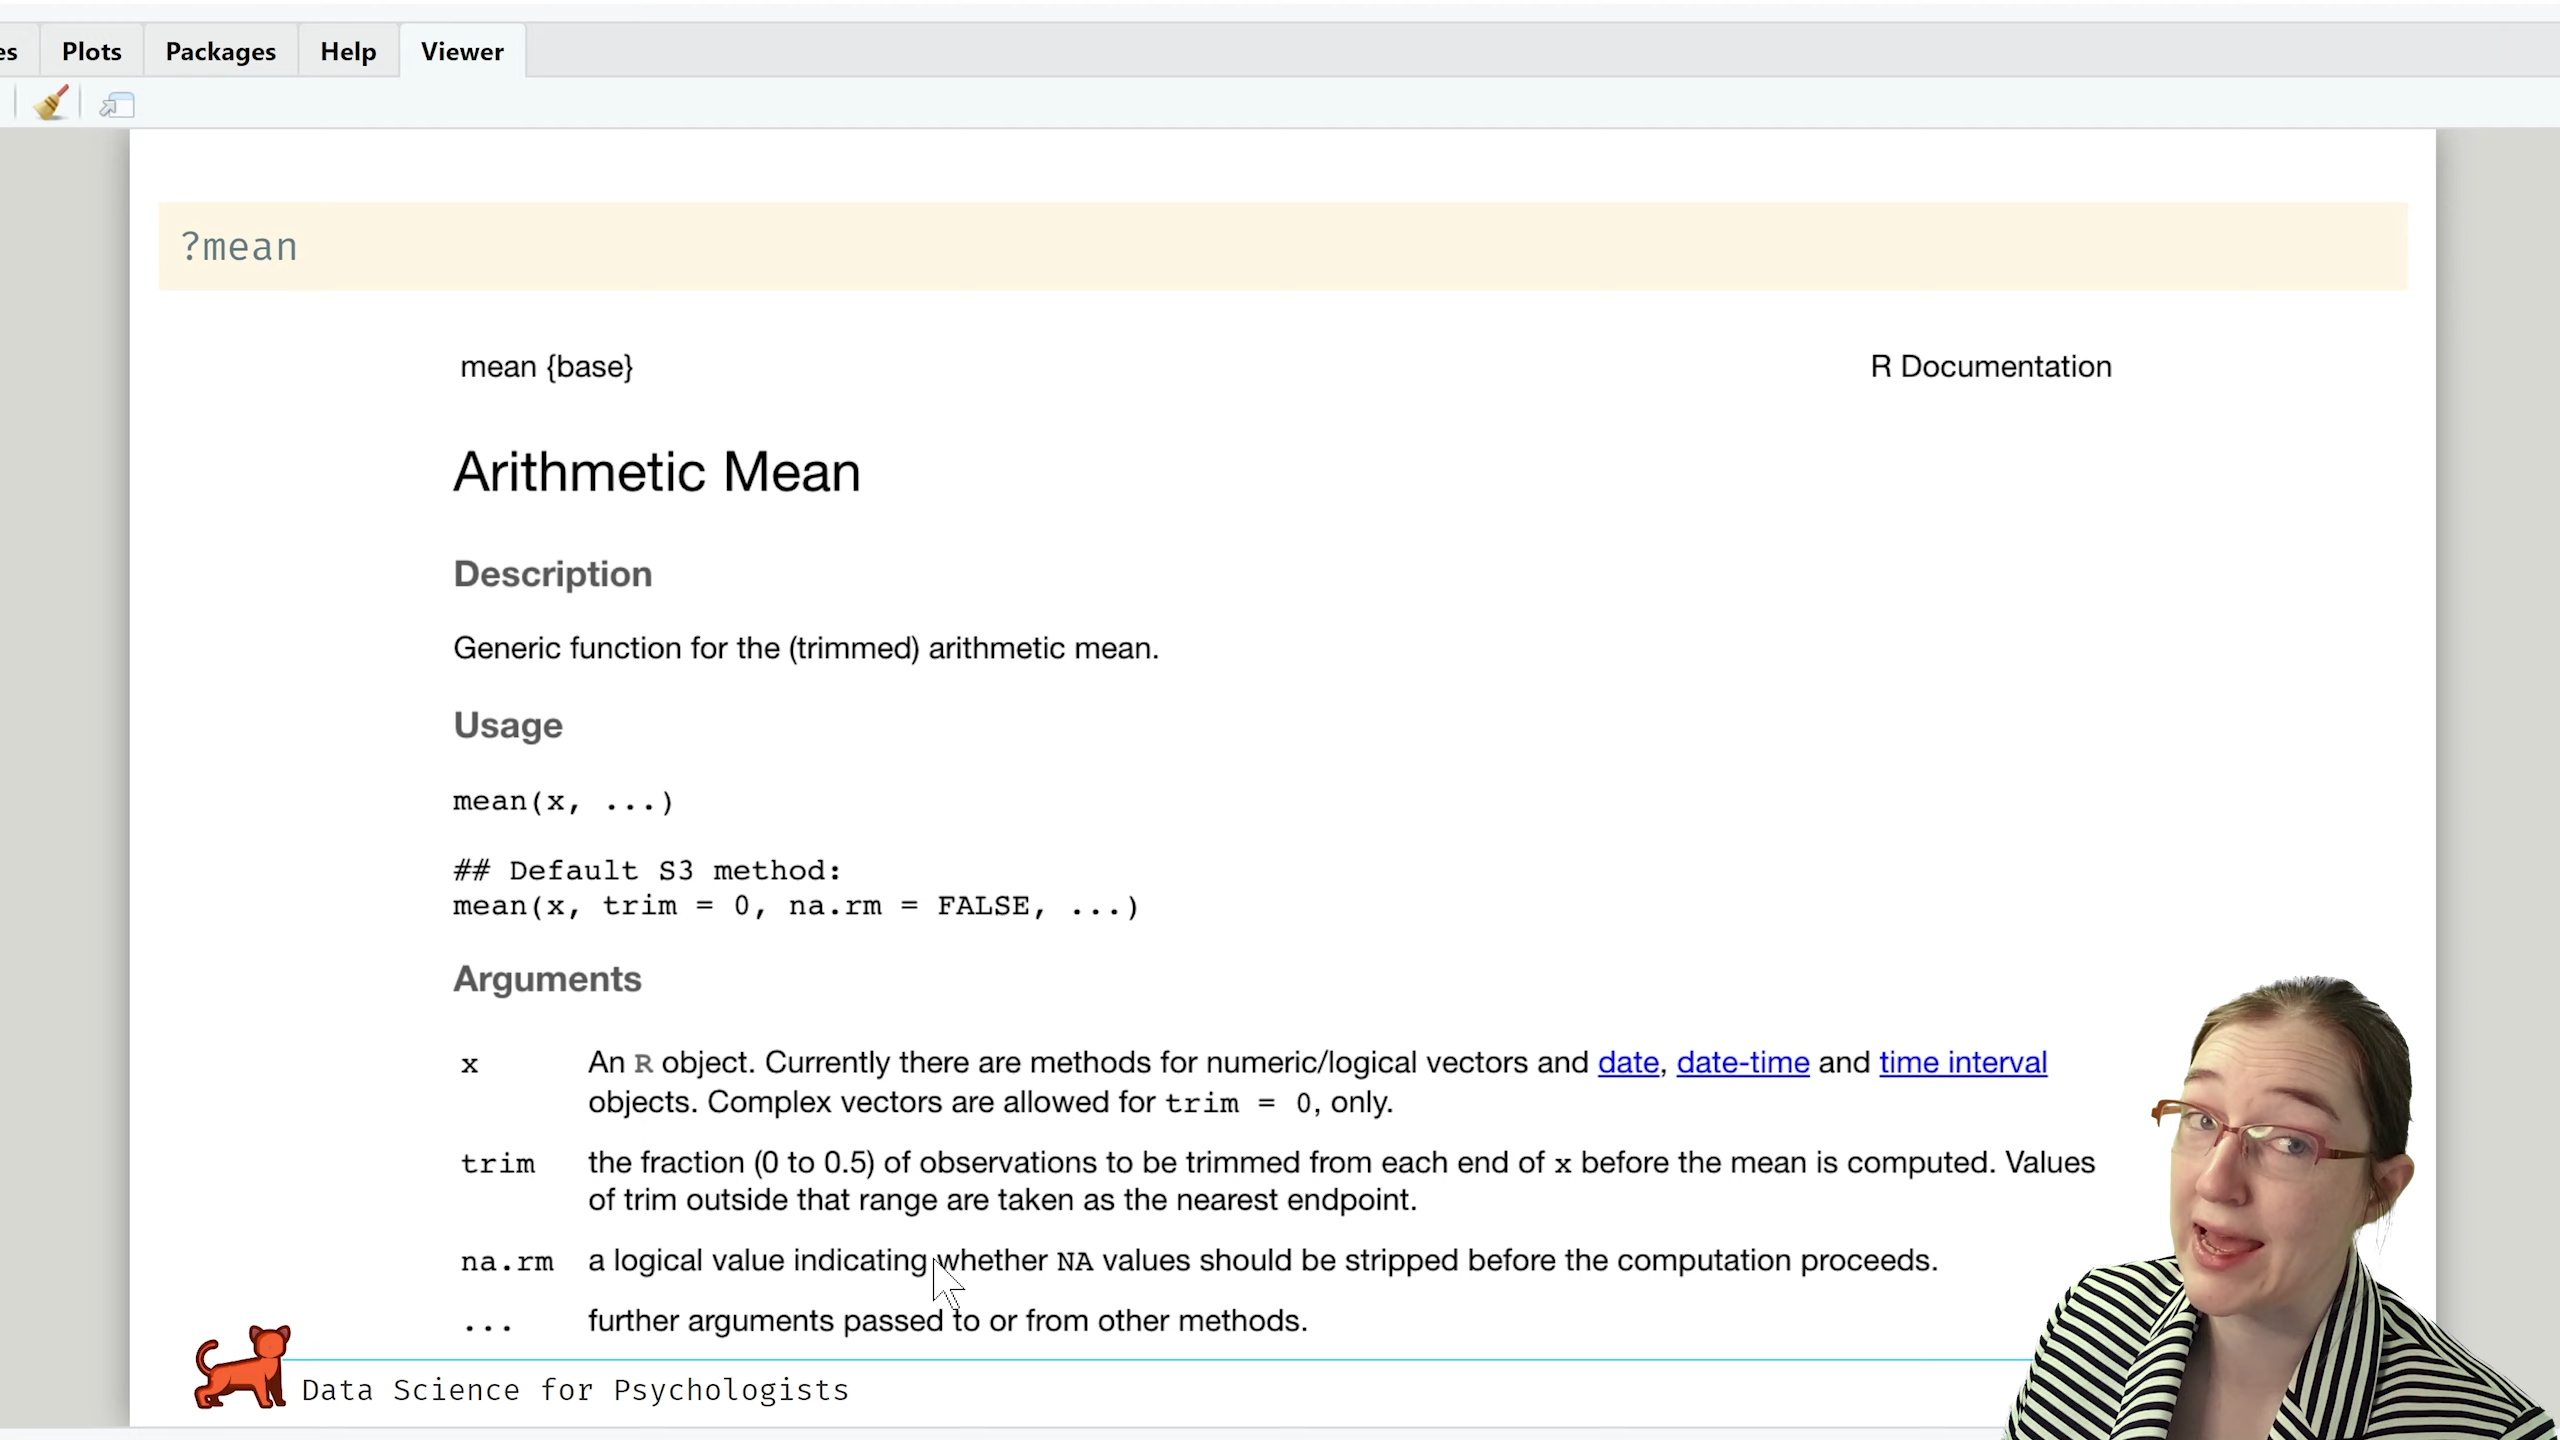 es Plots Packages Help Viewer
?mean
mean {base} R Documentation
Arithmetic Mean
Description
Generic function for the (trimmed) arithmetic mean.
Usage
mean(x, ...)
## Default S3 method:
mean(x, trim = 0, na.rm = FALSE, ...)
Arguments
x An R object. Currently there are methods for numeric/logical vectors and date, date-time and time interval
objects. Complex vectors are allowed for trim = 0, only.
trim the fraction (0 to 0.5) of observations to be trimmed from each end of x before the mean is computed. Values
of trim outside that range are taken as the nearest endpoint.
na.rm a logical value indicating whether NA values should be stripped before the computation proceeds.
... further arguments passed to or from other methods.
Data Science for Psychologists